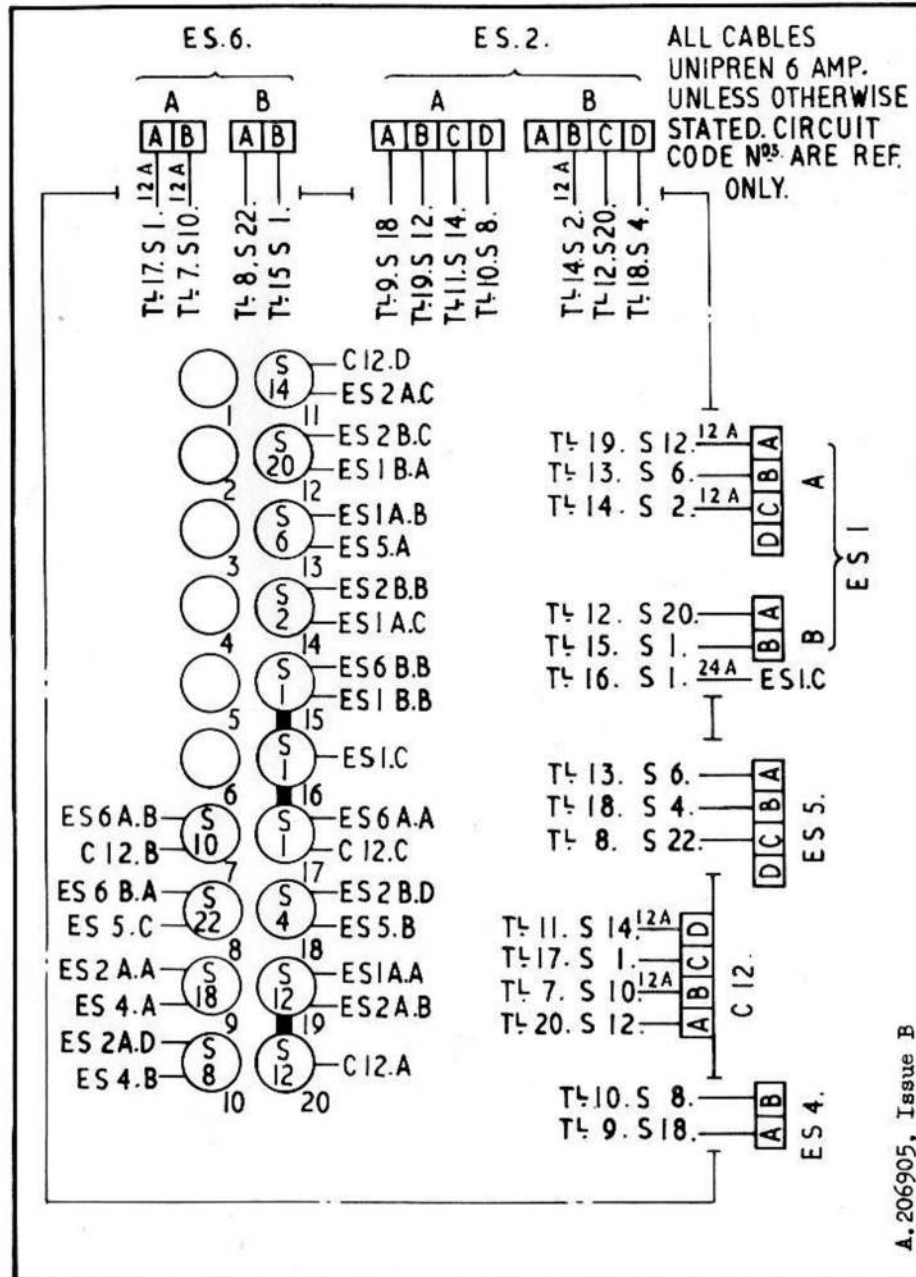 ES.6.
ES.2.
ALL CABLES
UNIPREN 6 AMP.
UNLESS OTHERWISE
STATED. CIRCUIT
CODE Nos. ARE REF.
ONLY.
A B
A B
A B
A B
A B C D
A B C D
TL 17. S 1. 12A
TL 7. S10. 12A
TL 8. S 22.
TL 15 S 1.
TL 9. S 18
TL 19. S 12.
TL 11. S 14.
TL 10. S 8.
TL 14. S 2. 12A
TL 12. S20.
TL 18. S 4.
1
2
3
4
5
6
ES 6 A.B
C 12.B
S 10
7
ES 6 B.A
ES 5.C
S 22
8
ES 2 A.A
ES 4.A
S 18
9
ES 2A.D
ES 4.B
S 8
10
S 14
C 12.D
ES 2 A.C
11
S 20
ES 2 B.C
ES 1 B.A
12
S 6
ES 1 A.B
ES 5.A
13
S 2
ES 2 B.B
ES 1 A.C
14
S 1
ES 6 B.B
ES 1 B.B
15
S 1
ES 1.C
16
S 1
ES 6 A.A
C 12.C
17
S 4
ES 2 B.D
ES 5.B
18
S 12
ES 1 A.A
ES 2 A.B
19
S 12
C 12.A
20
TL 19. S 12. 12 A A
TL 13. S 6. B
TL 14. S 2. 12 A C
D
A
ES 1
TL 12. S 20. A
TL 15. S 1. B
B
TL 16. S 1. 24 A ES 1.C
TL 13. S 6. A
TL 18. S 4. B
TL 8. S 22. C
D
ES 5.
TL 11. S 14. 12A D
TL 17. S 1. C
TL 7. S 10. 12A B
TL 20. S 12. A
C 12.
TL 10. S 8. B
TL 9. S 18. A
ES 4.
A.206905, Issue B